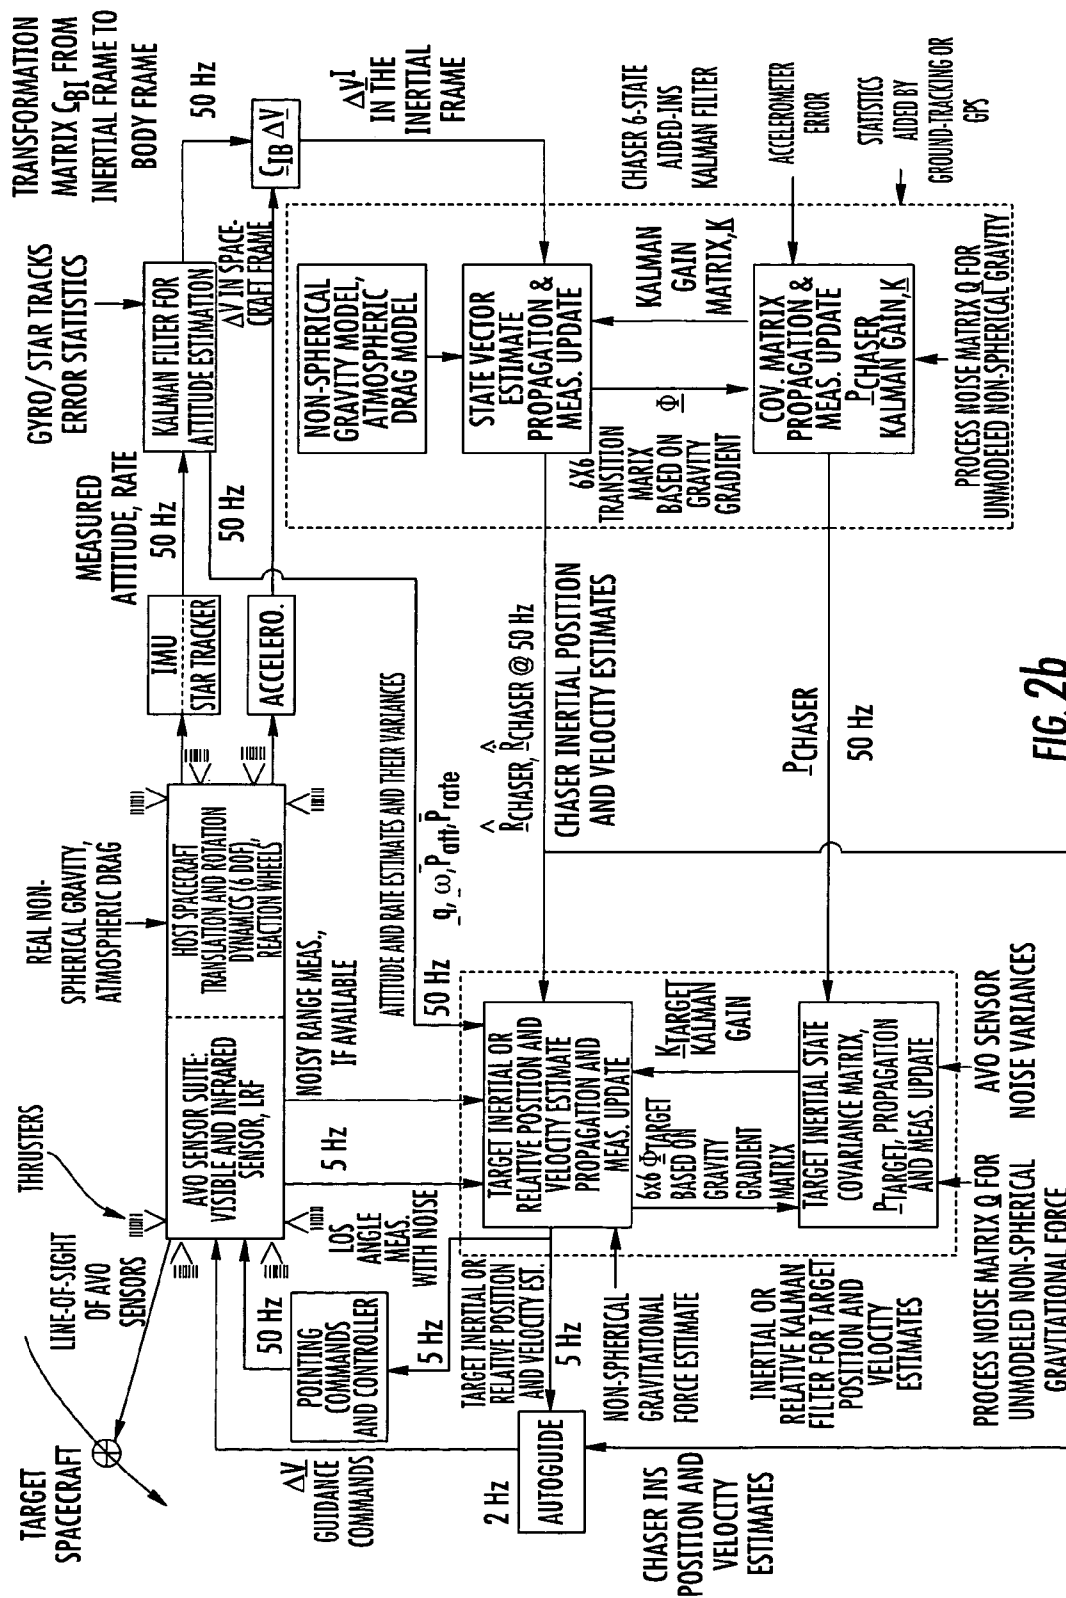 TARGET
SPACECRAFT
LINE-OF-SIGHT
OF AVO
SENSORS
THRUSTERS
REAL NON-
SPHERICAL GRAVITY,
ATMOSPHERIC DRAG
GYRO/ STAR TRACKS
ERROR STATISTICS
TRANSFORMATION
MATRIX C̲BI FROM
INERTIAL FRAME TO
BODY FRAME
AVO SENSOR SUITE:
VISIBLE AND INFRARED
SENSOR, LRF
HOST SPACECRAFT
TRANSLATION AND ROTATION
DYNAMICS (6 DOF),
REACTION WHEELS
IMU
STAR TRACKER
ACCELERO.
MEASURED
ATTITUDE, RATE
50 Hz
50 Hz
KALMAN FILTER FOR
ATTITUDE ESTIMATION
50 Hz
ΔV IN SPACE-
CRAFT FRAME
C̲IB ΔV̲
ΔV̲I
IN THE
INERTIAL
FRAME
ΔV̲
GUIDANCE
COMMANDS
POINTING
COMMANDS
AND CONTROLLER
50 Hz
5 Hz
LOS
ANGLE
MEAS.
WITH NOISE
5 Hz
NOISY RANGE MEAS.,
IF AVAILABLE
ATTITUDE AND RATE ESTIMATES AND THEIR VARIANCES
50 Hz q̲, ω̲, P̄att, P̄rate
NON-SPHERICAL
GRAVITY MODEL,
ATMOSPHERIC
DRAG MODEL
STATE VECTOR
ESTIMATE
PROPAGATION &
MEAS. UPDATE
CHASER 6-STATE
AIDED-INS
KALMAN FILTER
2 Hz
AUTOGUIDE
TARGET INERTIAL OR
RELATIVE POSITION
AND VELOCITY EST.
5 Hz
TARGET INERTIAL OR
RELATIVE POSITION AND
VELOCITY ESTIMATE
PROPAGATION AND
MEAS. UPDATE
R̲̂CHASER, R̲̂CHASER @ 50 Hz
CHASER INERTIAL POSITION
AND VELOCITY ESTIMATES
6X6
TRANSITION
MARIX
BASED ON
GRAVITY
GRADIENT
Φ̲
KALMAN
GAIN
MATRIX, K̲
ACCELEROMETER
ERROR
STATISTICS
AIDED BY
GROUND-TRACKING OR
GPS
NON-SPHERICAL
GRAVITATIONAL
FORCE ESTIMATE
6x6 Φ̲TARGET
BASED ON
GRAVITY
GRADIENT
MATRIX
K̲TARGET
KALMAN
GAIN
P̲CHASER
50 Hz
COV. MATRIX
PROPAGATION &
MEAS. UPDATE
P̲CHASER
KALMAN GAIN, K̲
CHASER INS
POSITION AND
VELOCITY
ESTIMATES
INERTIAL OR
RELATIVE KALMAN
FILTER FOR TARGET
POSITION AND
VELOCITY
ESTIMATES
TARGET INERTIAL STATE
COVARIANCE MATRIX,
P̲TARGET, PROPAGATION
AND MEAS. UPDATE
PROCESS NOISE MATRIX Q̲ FOR
UNMODELED NON-SPHERICAL GRAVITY
PROCESS NOISE MATRIX Q̲ FOR
UNMODELED NON-SPHERICAL
GRAVITATIONAL FORCE
AVO SENSOR
NOISE VARIANCES
FIG. 2b